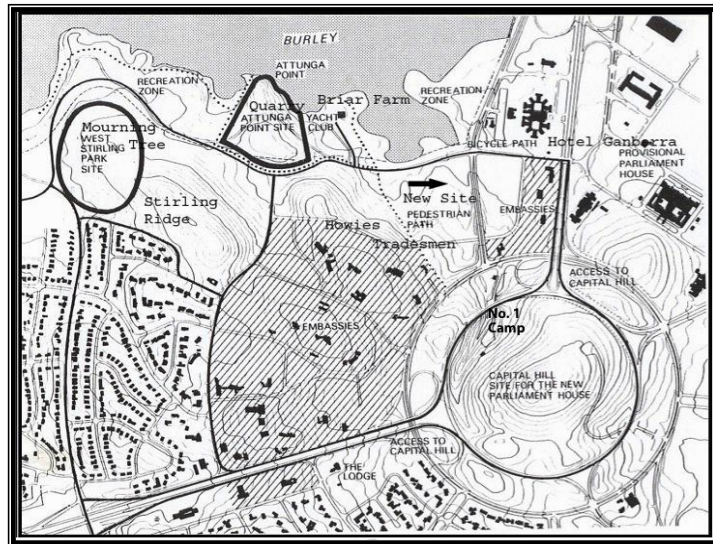 BURLEY
ATTUNGA
POINT
RECREATION
ZONE
Quarry
ATTUNGA
POINT SITE
Briar Farm
YACHT
CLUB
RECREATION
ZONE
BICYCLE PATH
Hotel Canberra
PROVISIONAL
PARLIAMENT
HOUSE
Mourning
Tree
WEST
STIRLING
PARK
SITE
Stirling
Ridge
New Site
PEDESTRIAN
PATH
EMBASSIES
Howies
Tradesmen
ACCESS TO
CAPITAL HILL
No. 1
Camp
EMBASSIES
CAPITAL HILL
SITE FOR THE NEW
PARLIAMENT HOUSE
ACCESS TO
CAPITAL HILL
THE
LODGE